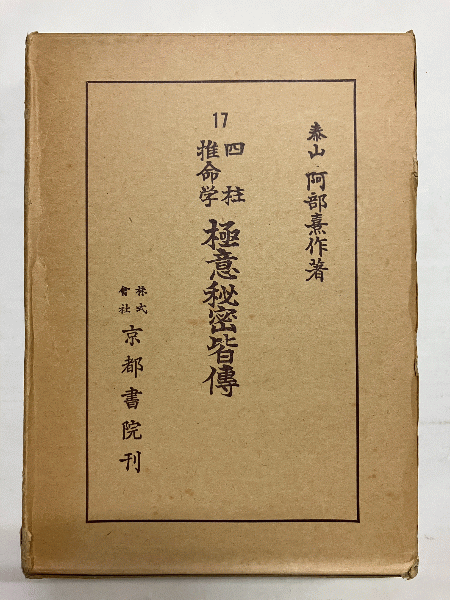 泰山 阿部熹作著
17
四柱
推命学
極意秘密皆傳
株式
會社
京都書院刊